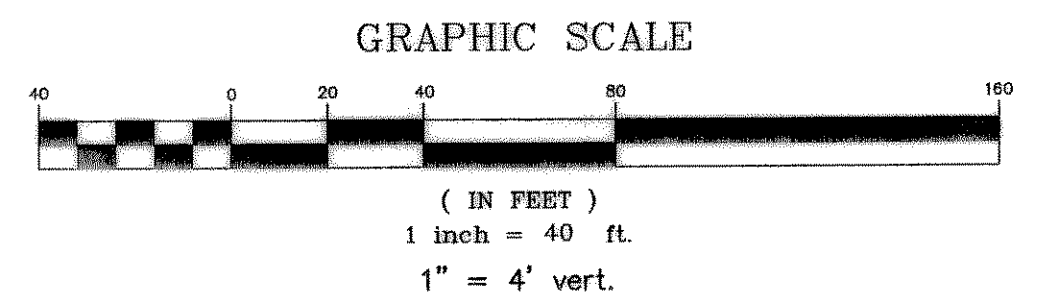 GRAPHIC SCALE
40 0 20 40 80 160
( IN FEET )
1 inch = 40 ft.
1" = 4' vert.